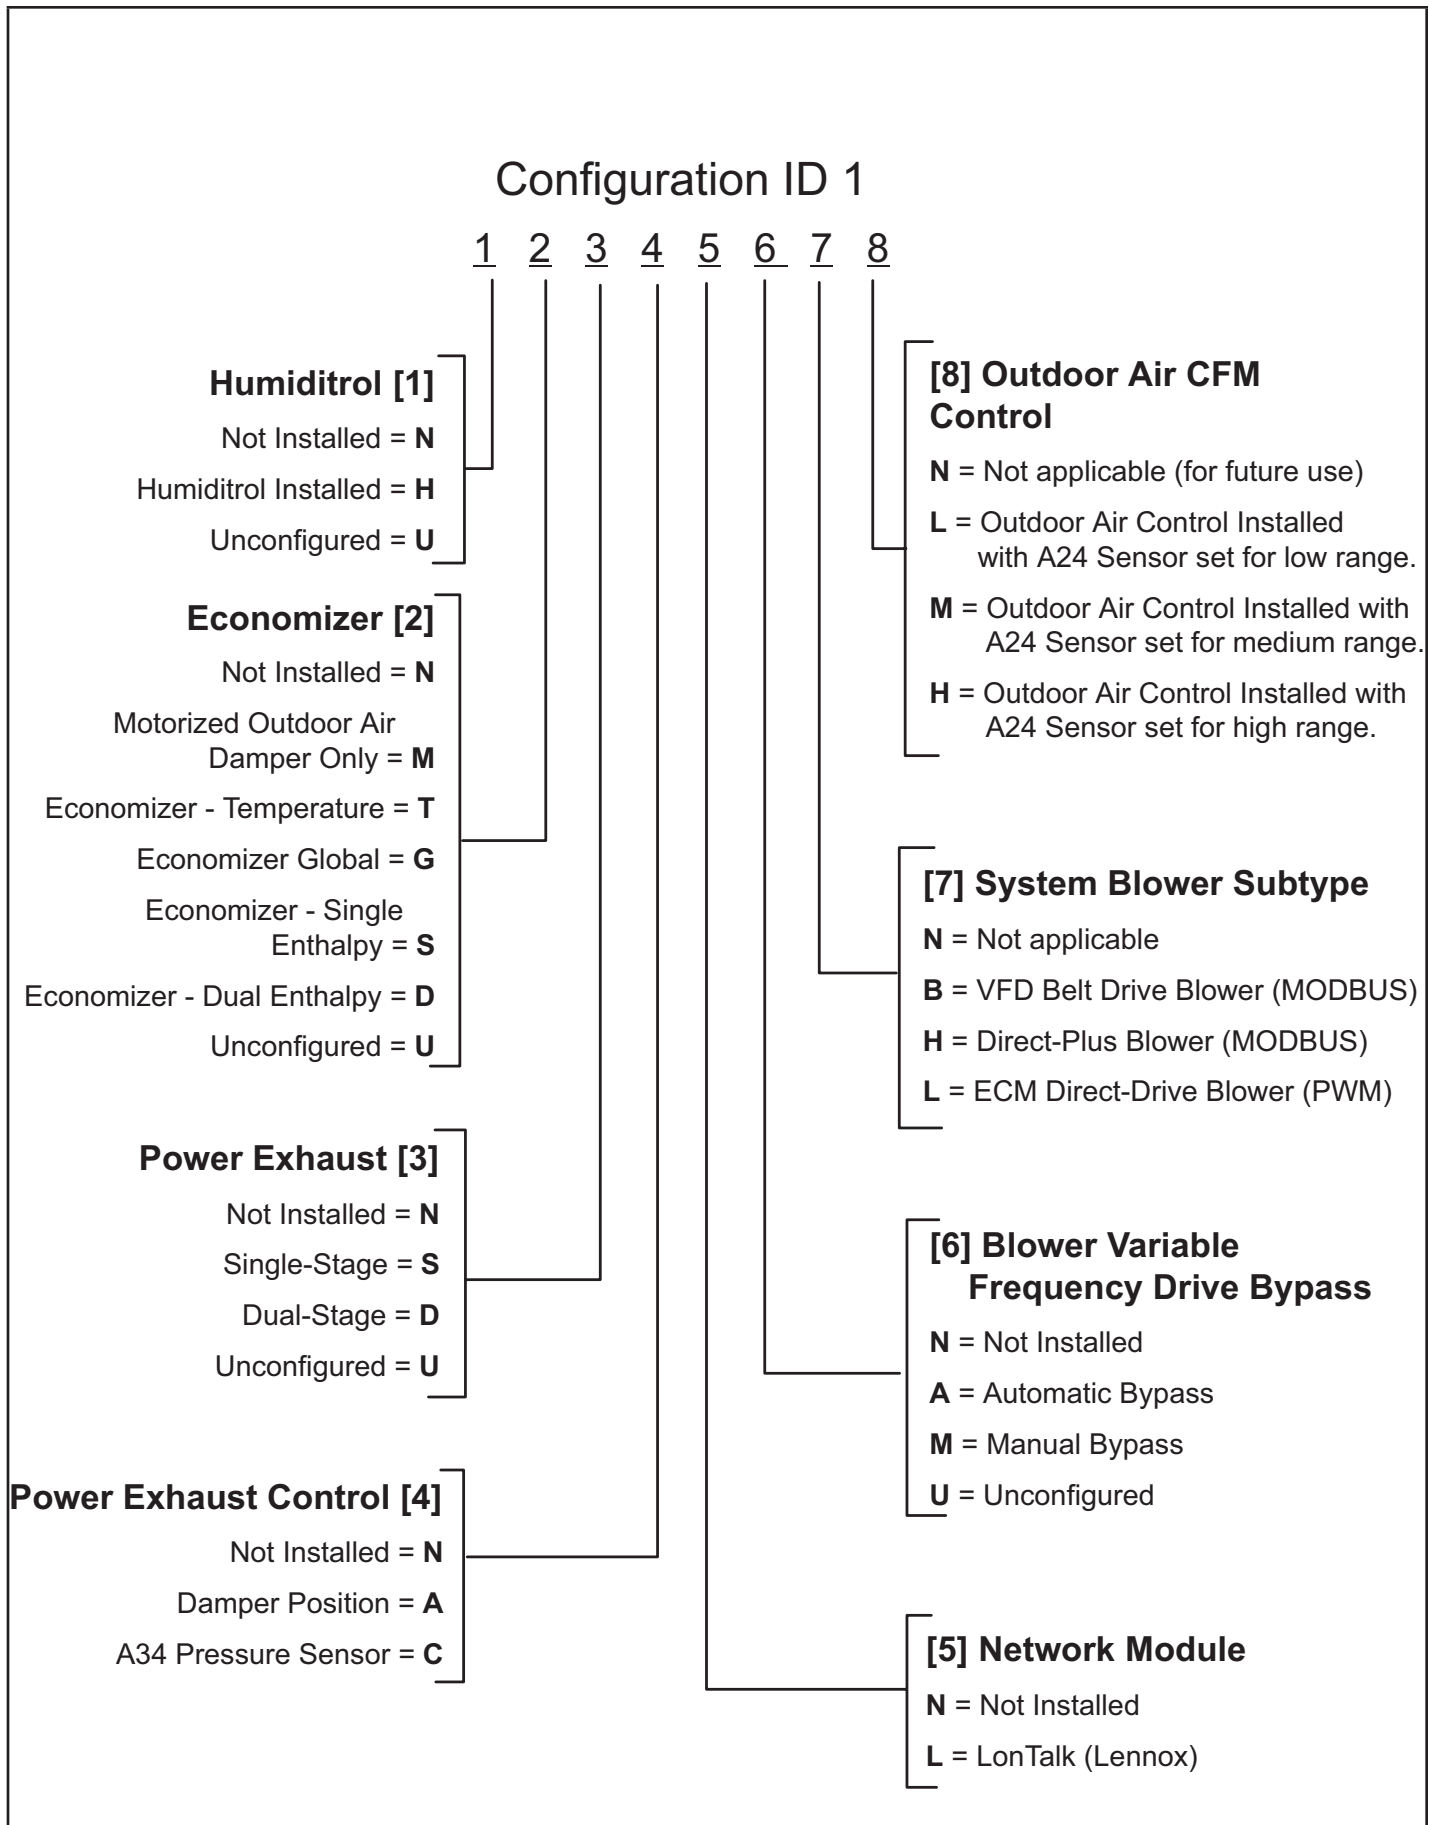 Configuration ID 1
1 2 3 4 5 6 7 8
Humiditrol [1]
Not Installed = N
Humiditrol Installed = H
Unconfigured = U
Economizer [2]
Not Installed = N
Motorized Outdoor Air
Damper Only = M
Economizer - Temperature = T
Economizer Global = G
Economizer - Single
Enthalpy = S
Economizer - Dual Enthalpy = D
Unconfigured = U
Power Exhaust [3]
Not Installed = N
Single-Stage = S
Dual-Stage = D
Unconfigured = U
Power Exhaust Control [4]
Not Installed = N
Damper Position = A
A34 Pressure Sensor = C
[8] Outdoor Air CFM
Control
N = Not applicable (for future use)
L = Outdoor Air Control Installed
with A24 Sensor set for low range.
M = Outdoor Air Control Installed with
A24 Sensor set for medium range.
H = Outdoor Air Control Installed with
A24 Sensor set for high range.
[7] System Blower Subtype
N = Not applicable
B = VFD Belt Drive Blower (MODBUS)
H = Direct-Plus Blower (MODBUS)
L = ECM Direct-Drive Blower (PWM)
[6] Blower Variable
Frequency Drive Bypass
N = Not Installed
A = Automatic Bypass
M = Manual Bypass
U = Unconfigured
[5] Network Module
N = Not Installed
L = LonTalk (Lennox)